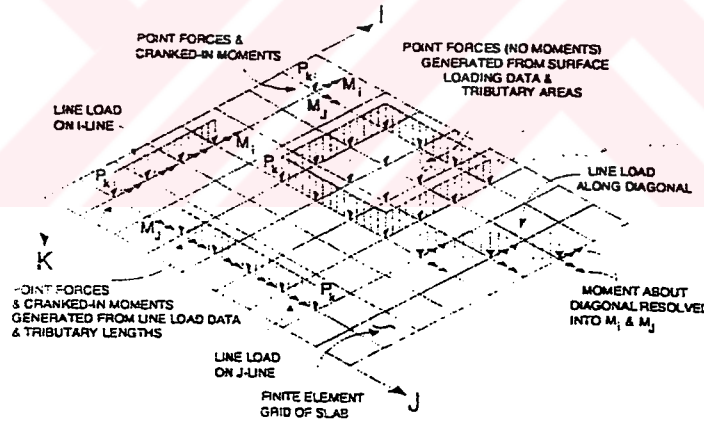 I
POINT FORCES &
CRANKED-IN MOMENTS
POINT FORCES (NO MOMENTS)
GENERATED FROM SURFACE
LOADING DATA &
TRIBUTARY AREAS
Pk
Mi
MJ
LINE LOAD
ON I-LINE
Mi
Pk
Pk
LINE LOAD
ALONG DIAGONAL
MJ
K
Pk
POINT FORCES
& CRANKED-IN MOMENTS
GENERATED FROM LINE LOAD DATA
& TRIBUTARY LENGTHS
MOMENT ABOUT
DIAGONAL RESOLVED
INTO Mi & MJ
LINE LOAD
ON J-LINE
FINITE ELEMENT
GRID OF SLAB
J